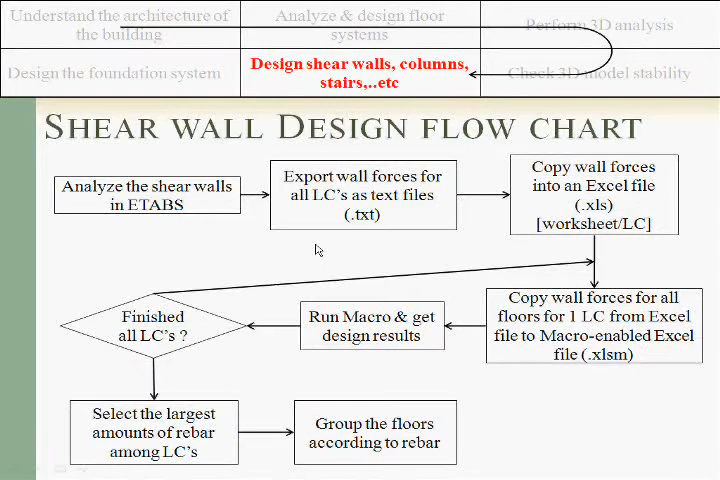 Understand the architecture of
the building
Analyze & design floor
systems
Perform 3D analysis
Design the foundation system
Design shear walls, columns,
stairs,..etc
Check 3D model stability
SHEAR WALL DESIGN FLOW CHART
Analyze the shear walls
in ETABS
Export wall forces for
all LC's as text files
(.txt)
Copy wall forces
into an Excel file
(.xls)
[worksheet/LC]
Finished
all LC's ?
Run Macro & get
design results
Copy wall forces for all
floors for 1 LC from Excel
file to Macro-enabled Excel
file (.xlsm)
Select the largest
amounts of rebar
among LC's
Group the floors
according to rebar